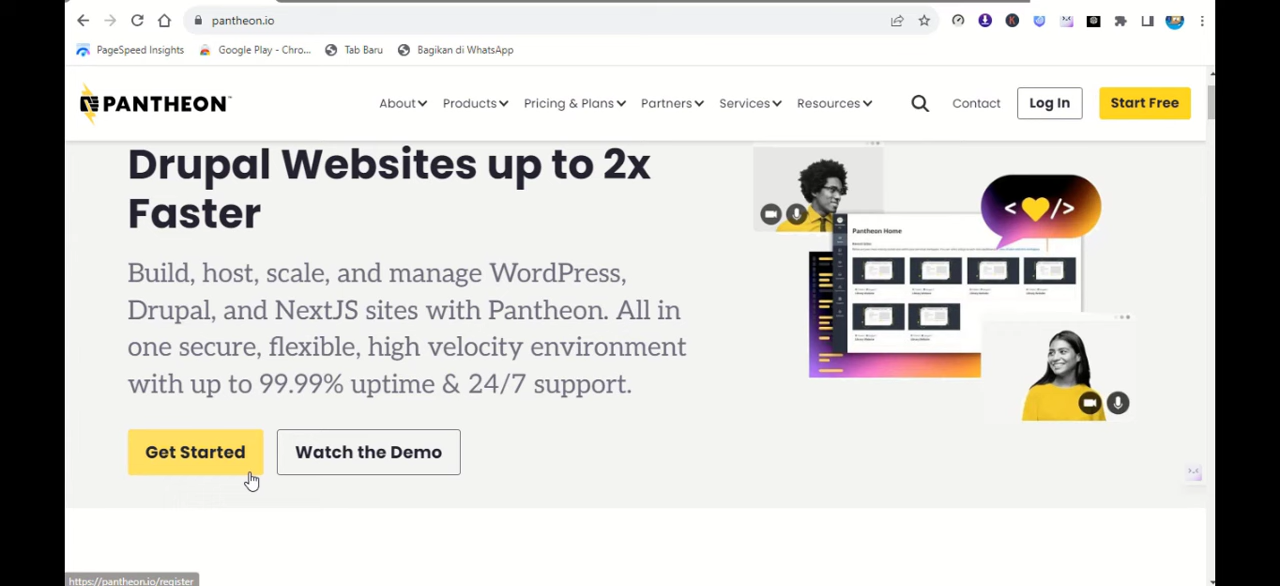 pantheon.io
PageSpeed Insights
Google Play - Chro...
Tab Baru
Bagikan di WhatsApp
PANTHEON™
About
Products
Pricing & Plans
Partners
Services
Resources
Contact
Log In
Start Free
Drupal Websites up to 2x
Faster
Build, host, scale, and manage WordPress,
Drupal, and NextJS sites with Pantheon. All in
one secure, flexible, high velocity environment
with up to 99.99% uptime & 24/7 support.
Pantheon Home
Get Started
Watch the Demo
https://pantheon.io/register